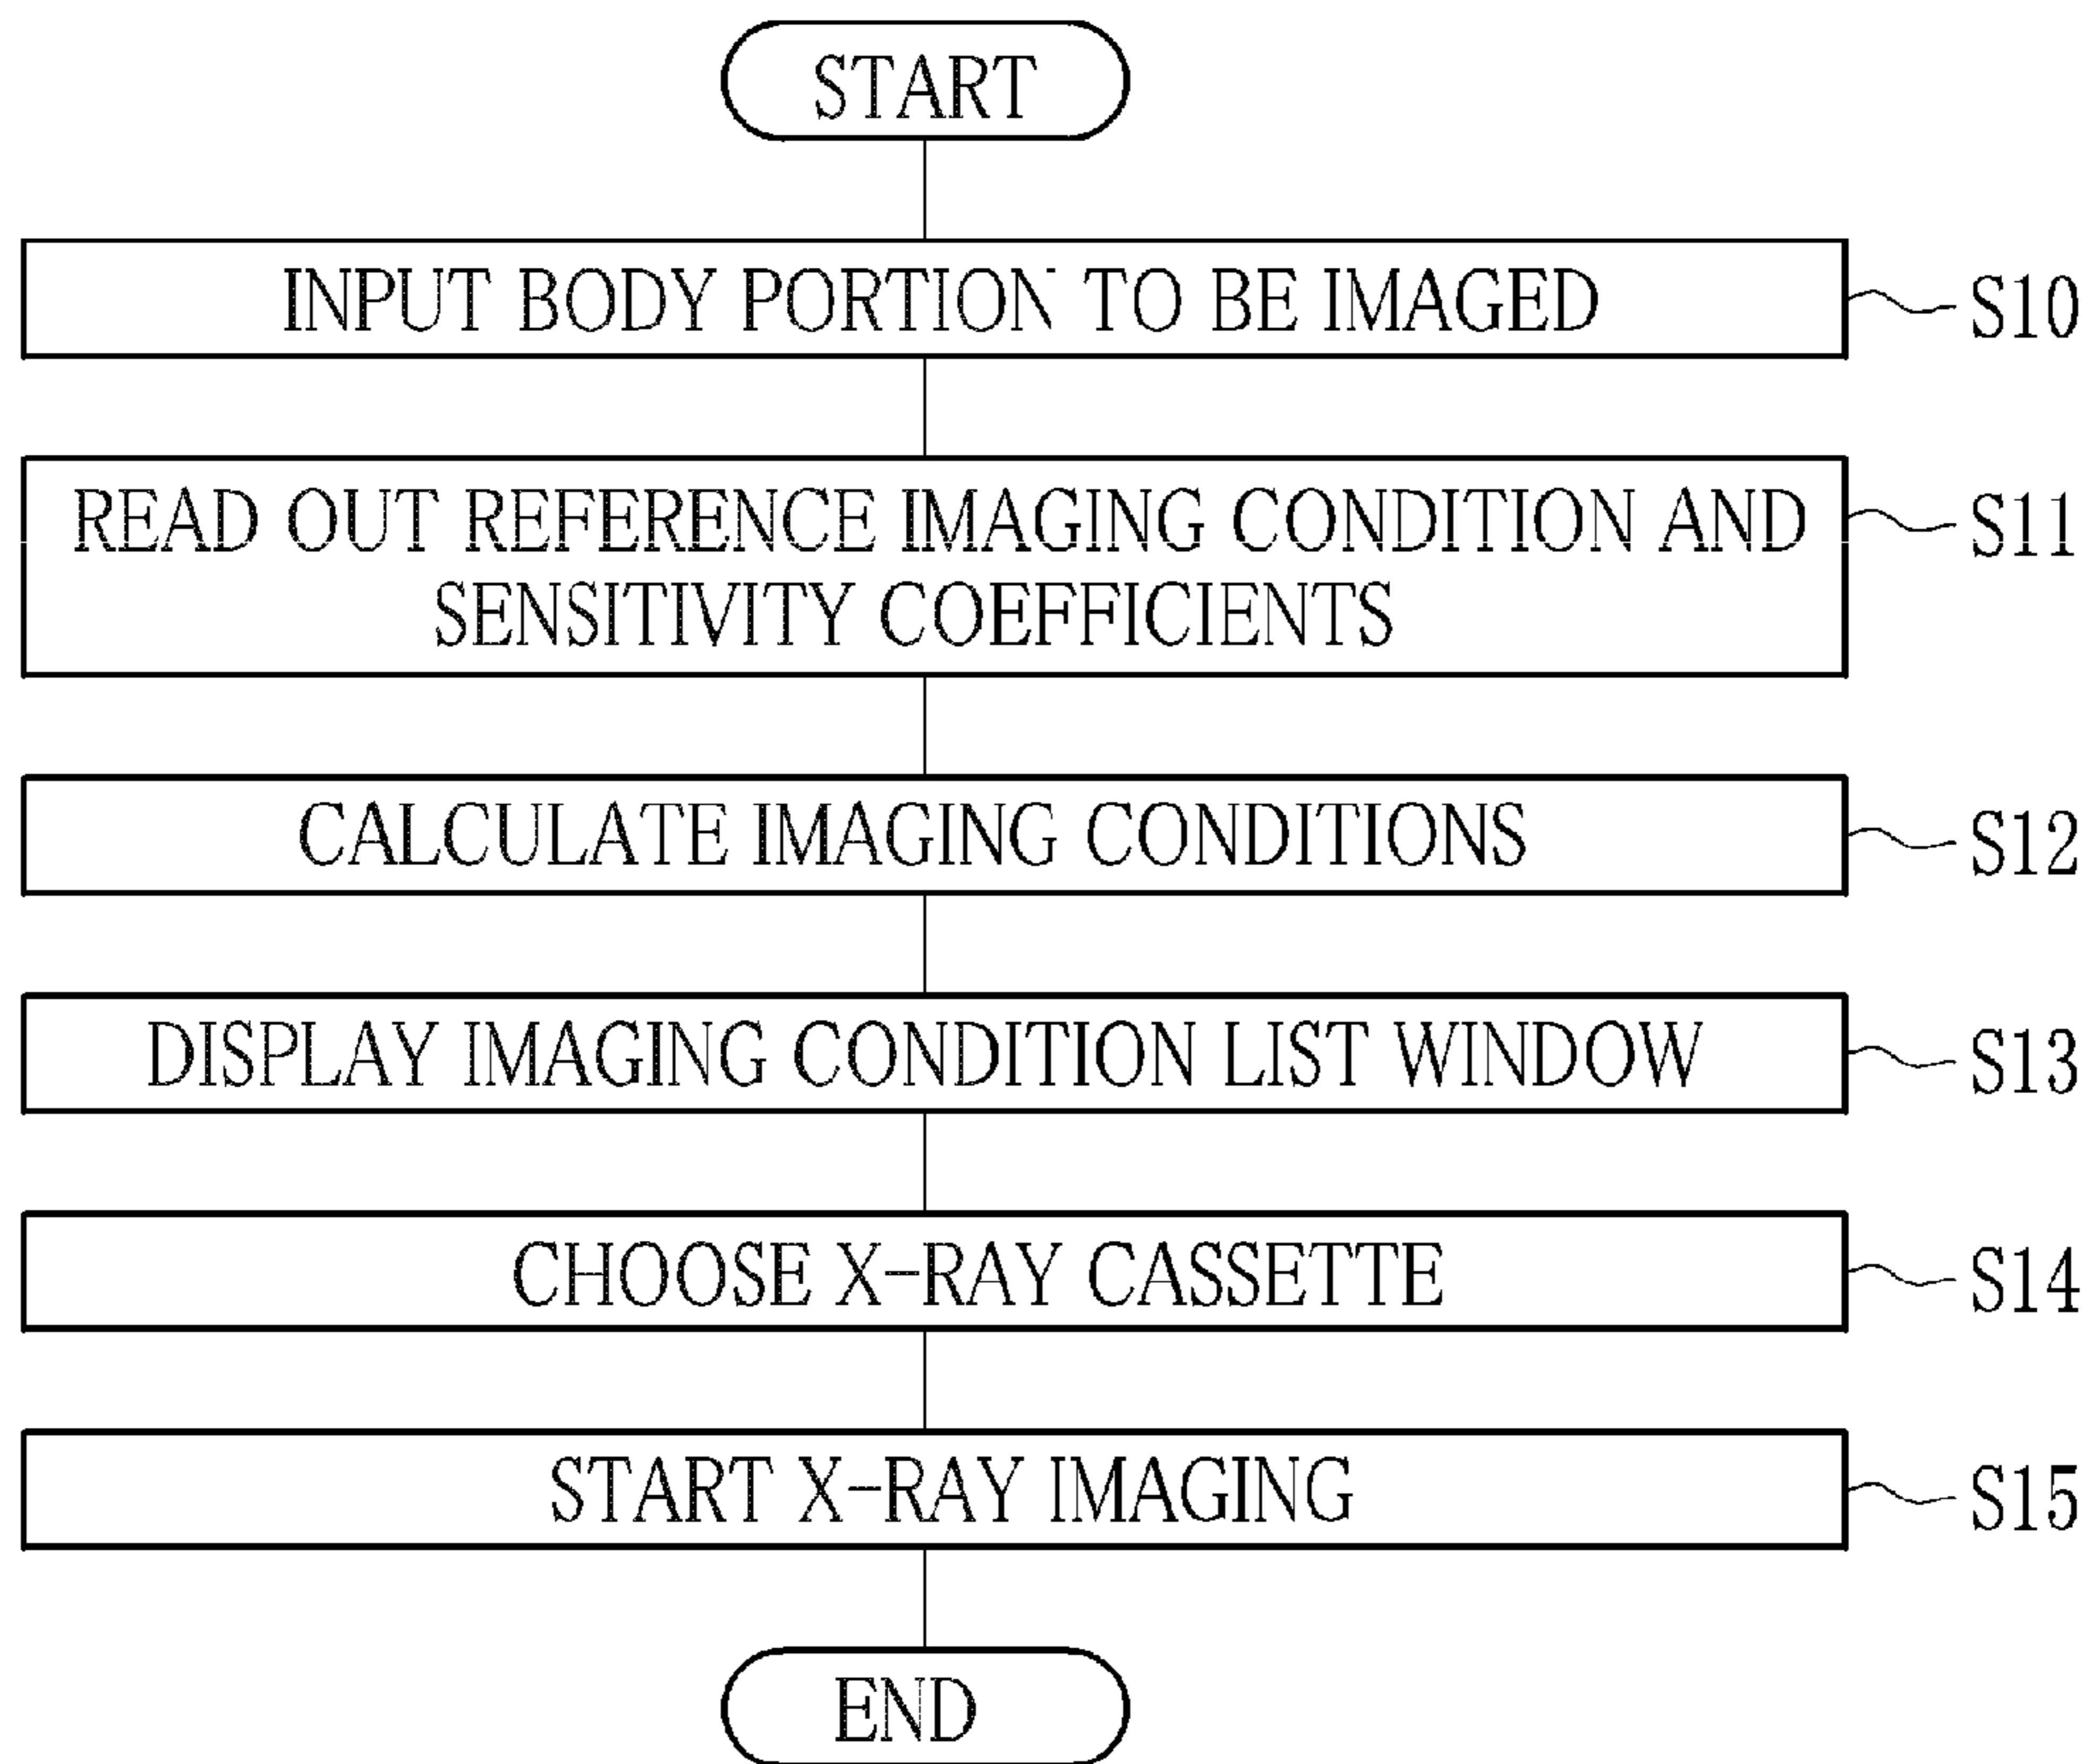 START
INPUT BODY PORTION TO BE IMAGED
S10
READ OUT REFERENCE IMAGING CONDITION AND
SENSITIVITY COEFFICIENTS
S11
CALCULATE IMAGING CONDITIONS
S12
DISPLAY IMAGING CONDITION LIST WINDOW
S13
CHOOSE X-RAY CASSETTE
S14
START X-RAY IMAGING
S15
END